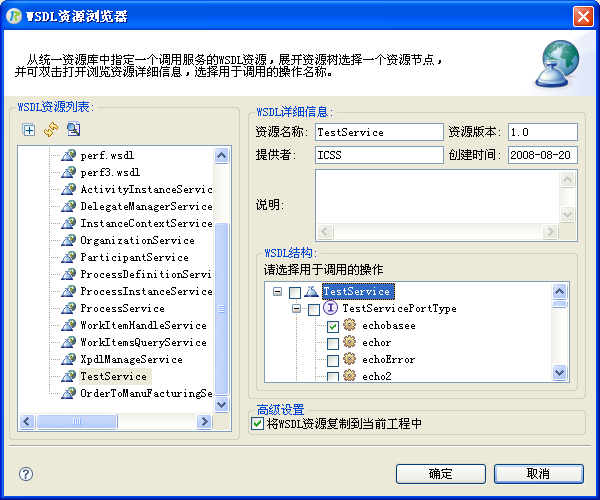 WSDL资源浏览器
从统一资源库中指定一个调用服务的WSDL资源，展开资源树选择一个资源节点，
并可双击打开浏览资源详细信息，选择用于调用的操作名称。
WSDL资源列表:
perf.wsdl
perf3.wsdl
ActivityInstanceServic
DelegateManagerServic
InstanceContextServic
OrganizationService
ParticipantService
ProcessDefinitionServi
ProcessInstanceServic
ProcessService
WorkItemHandleService
WorkItemsQueryService
XpdlManageService
TestService
OrderToManuFacturingSe
WSDL详细信息:
资源名称: TestService 资源版本: 1.0
提供者: ICSS 创建时间: 2008-08-20
说明:
WSDL结构:
请选择用于调用的操作
TestService
TestServicePortType
echobasee
echor
echoError
echo2
高级设置
将WSDL资源复制到当前工程中
确定 取消